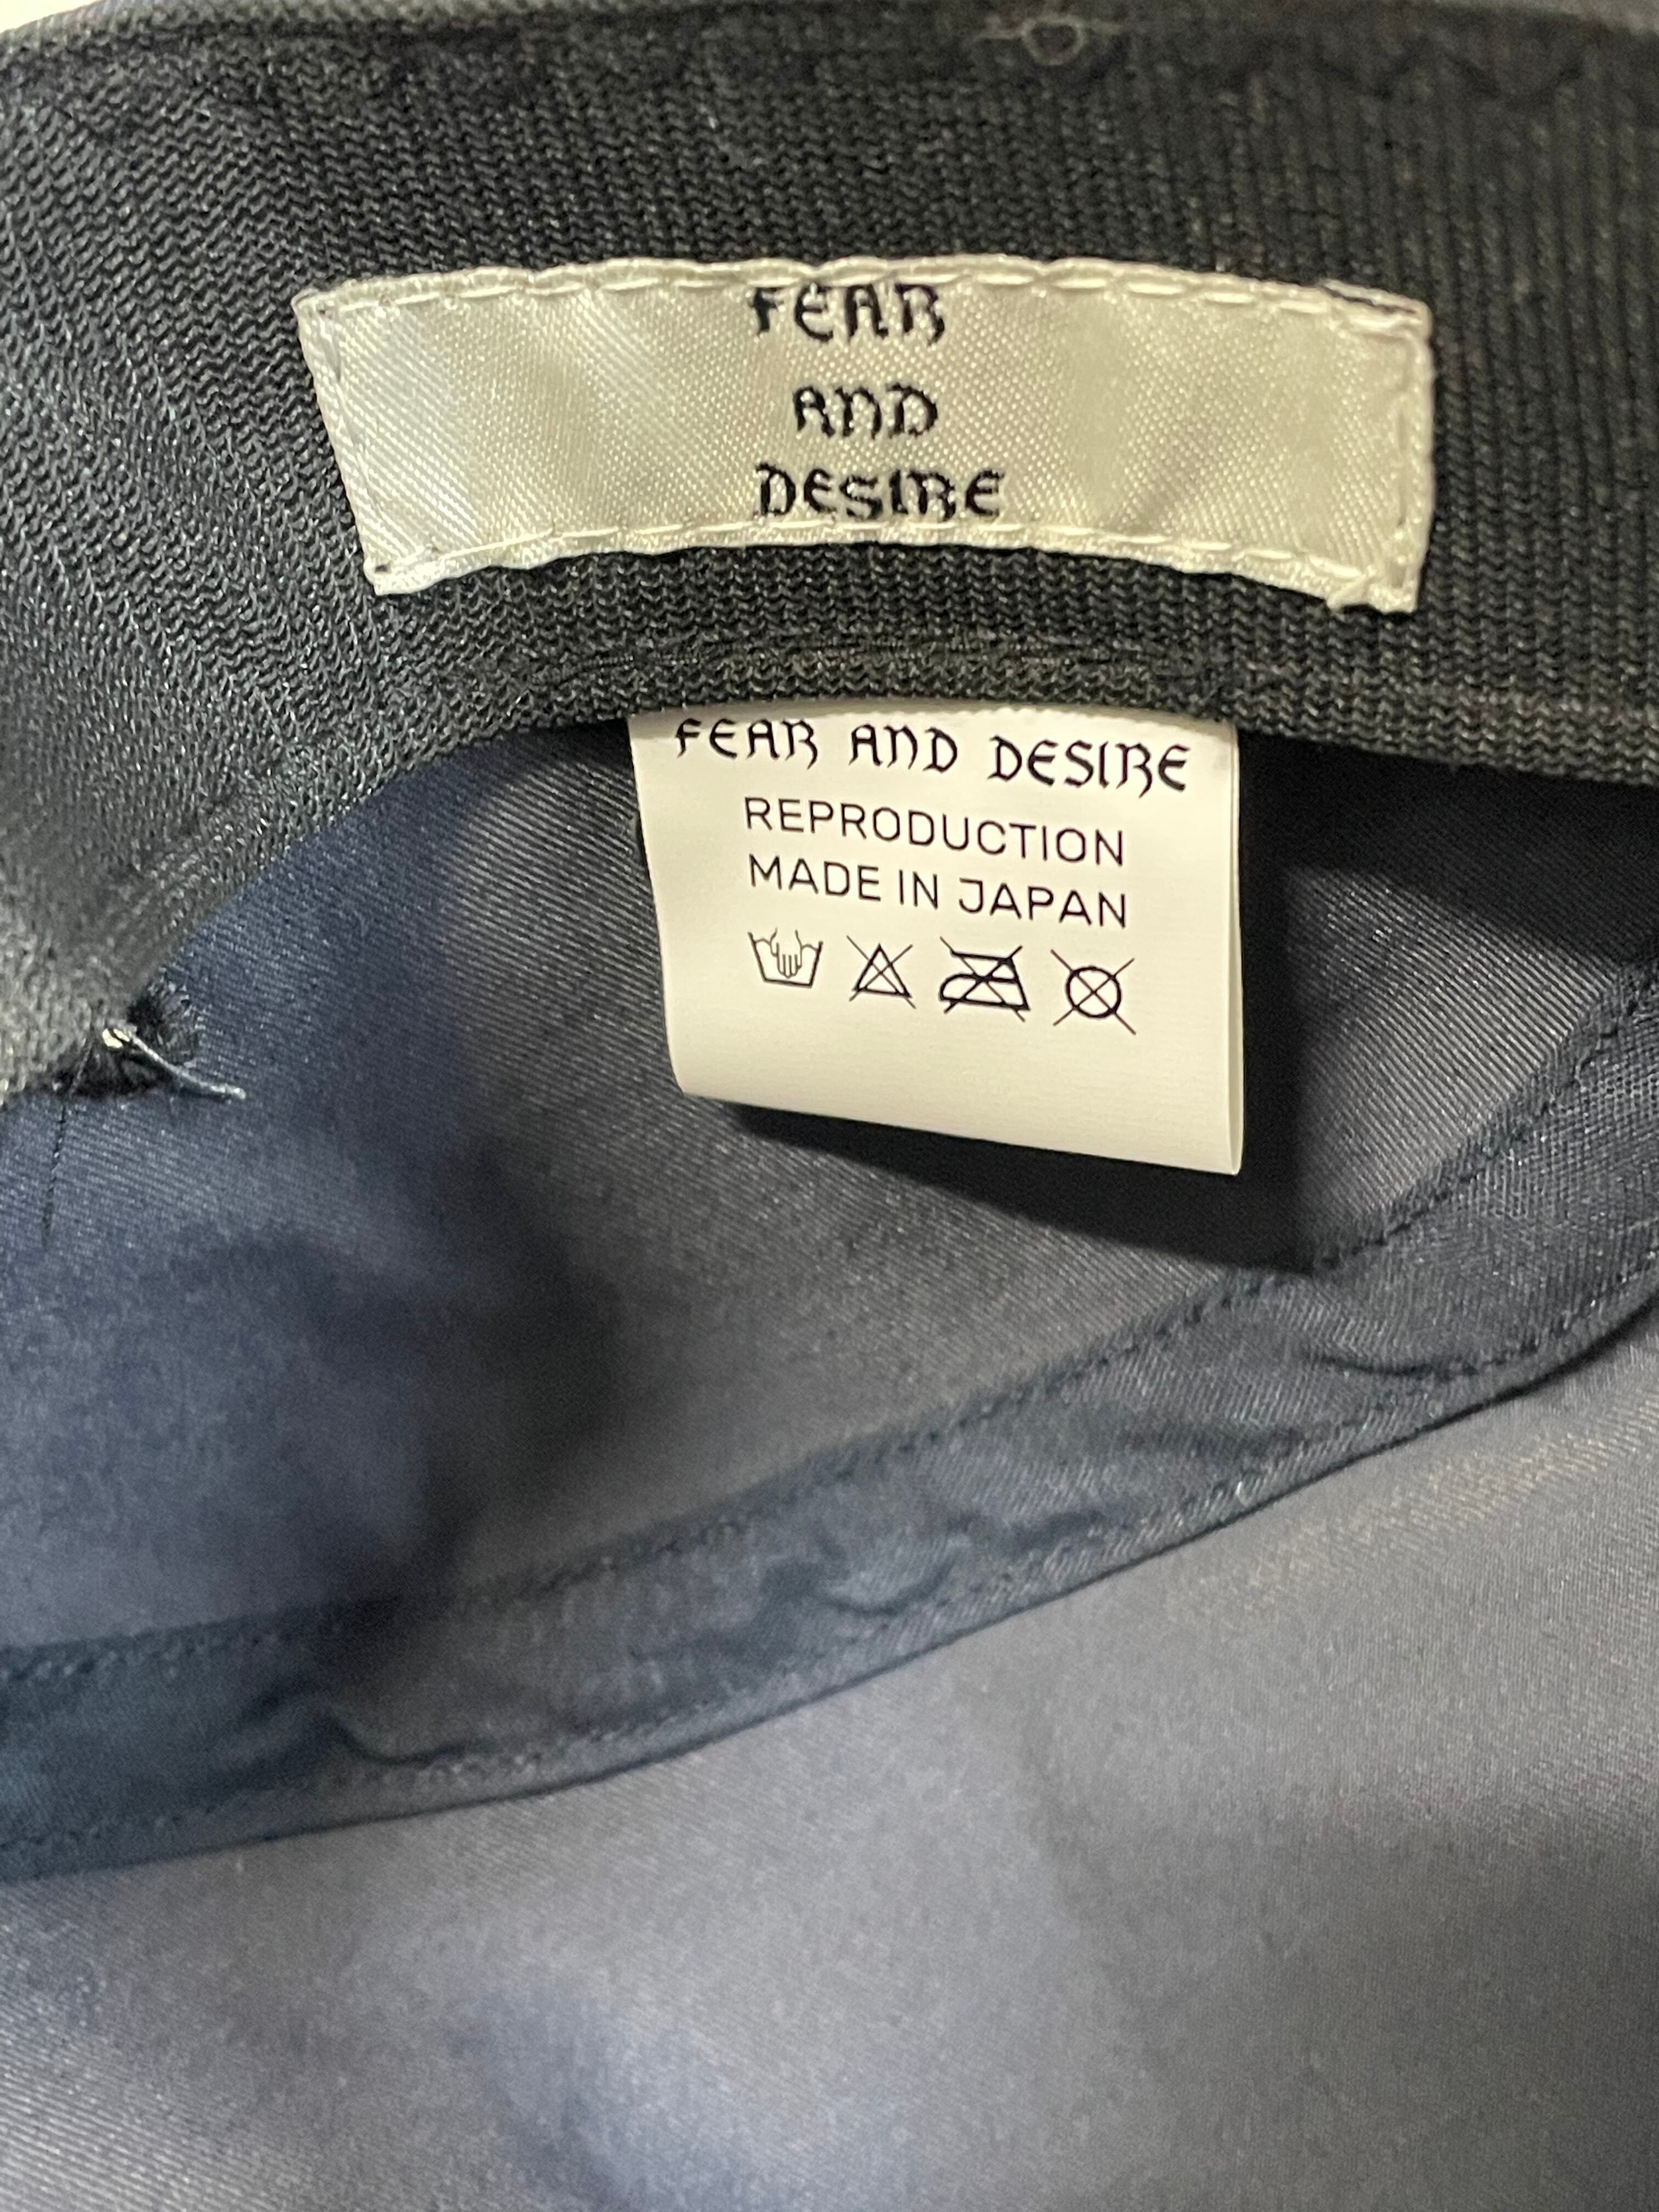 FEAR
AND
DESIRE
FEAR AND DESIRE
REPRODUCTION
MADE IN JAPAN